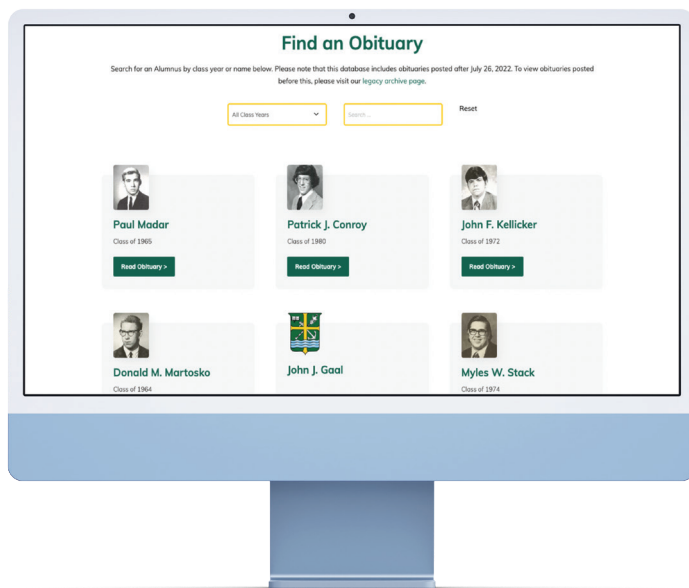 Find an Obituary
Search for an Alumnus by class year or name below. Please note that this database includes obituaries posted after July 26, 2022. To view obituaries posted
before this, please visit our legacy archive page.
All Class Years
Search...
Reset
Paul Madar
Class of 1965
Read Obituary >
Patrick J. Conroy
Class of 1980
Read Obituary >
John F. Kellicker
Class of 1972
Read Obituary >
Donald M. Martosko
Class of 1964
John J. Gaal
Myles W. Stack
Class of 1974